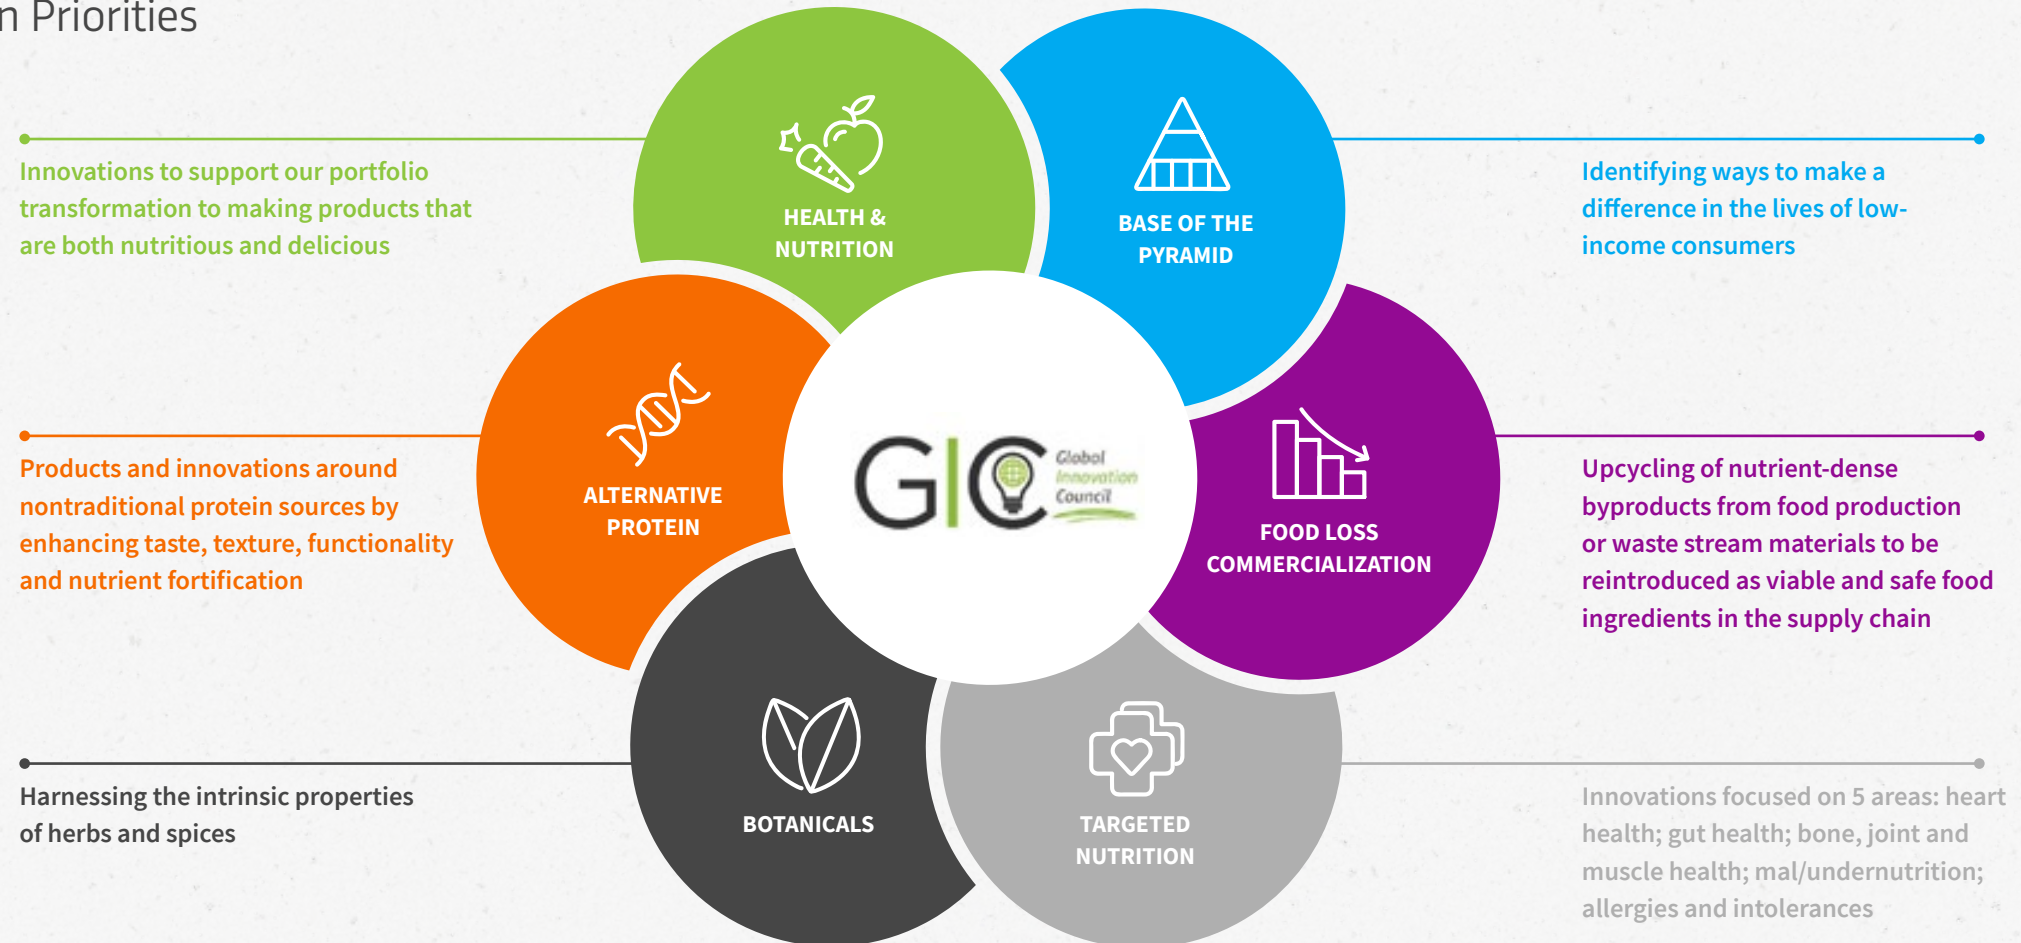 n Priorities
Innovations to support our portfolio
transformation to making products that
are both nutritious and delicious
HEALTH &
NUTRITION
BASE OF THE
PYRAMID
Identifying ways to make a
difference in the lives of low-
income consumers
Products and innovations around
nontraditional protein sources by
enhancing taste, texture, functionality
and nutrient fortification
ALTERNATIVE
PROTEIN
GIC
Global
Innovation
Council
FOOD LOSS
COMMERCIALIZATION
Upcycling of nutrient-dense
byproducts from food production
or waste stream materials to be
reintroduced as viable and safe food
ingredients in the supply chain
Harnessing the intrinsic properties
of herbs and spices
BOTANICALS
TARGETED
NUTRITION
Innovations focused on 5 areas: heart
health; gut health; bone, joint and
muscle health; mal/undernutrition;
allergies and intolerances